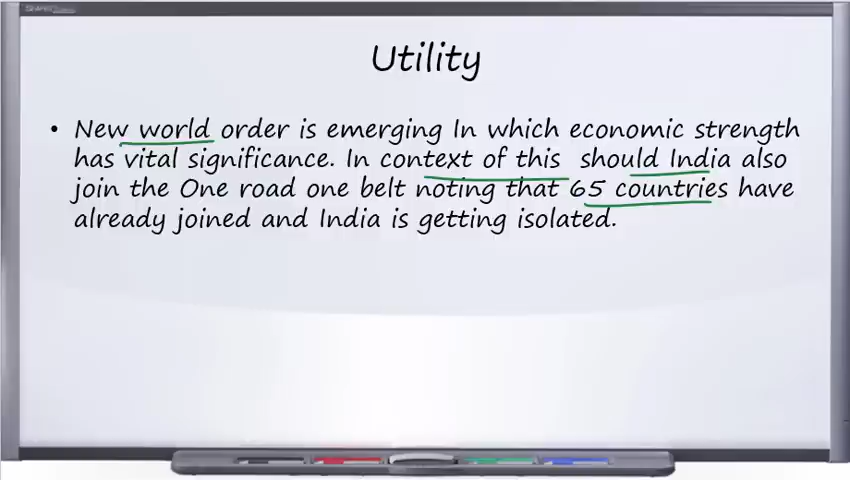 Utility
• New world order is emerging In which economic strength
has vital significance. In context of this should India also
join the One road one belt noting that 65 countries have
already joined and India is getting isolated.